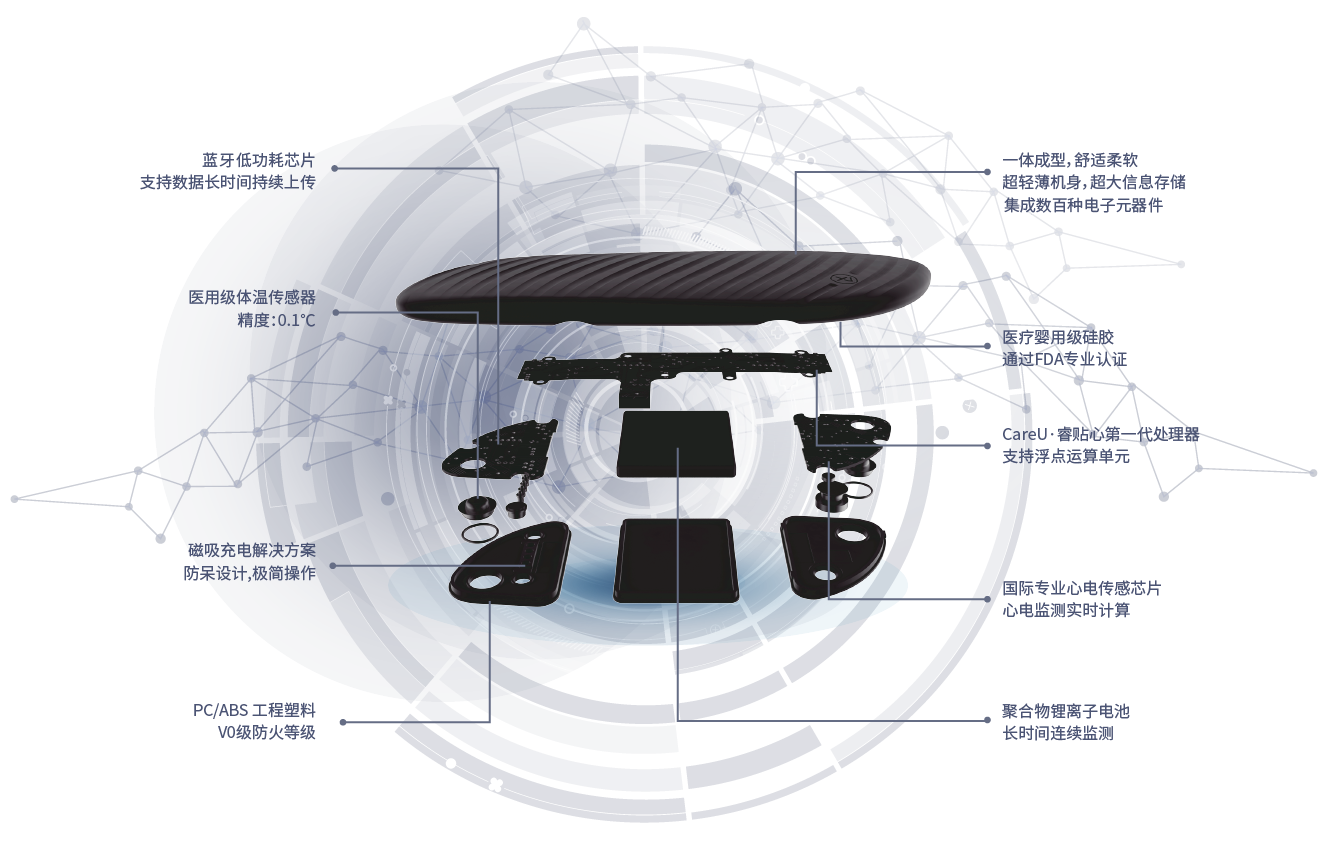 蓝牙低功耗芯片
支持数据长时间持续上传
医用级体温传感器
精度:0.1℃
磁吸充电解决方案
防呆设计,极简操作
PC/ABS 工程塑料
V0级防火等级
一体成型,舒适柔软
超轻薄机身,超大信息存储
集成数百种电子元器件
医疗婴用级硅胶
通过FDA专业认证
CareU·睿贴心第一代处理器
支持浮点运算单元
国际专业心电传感芯片
心电监测实时计算
聚合物锂离子电池
长时间连续监测